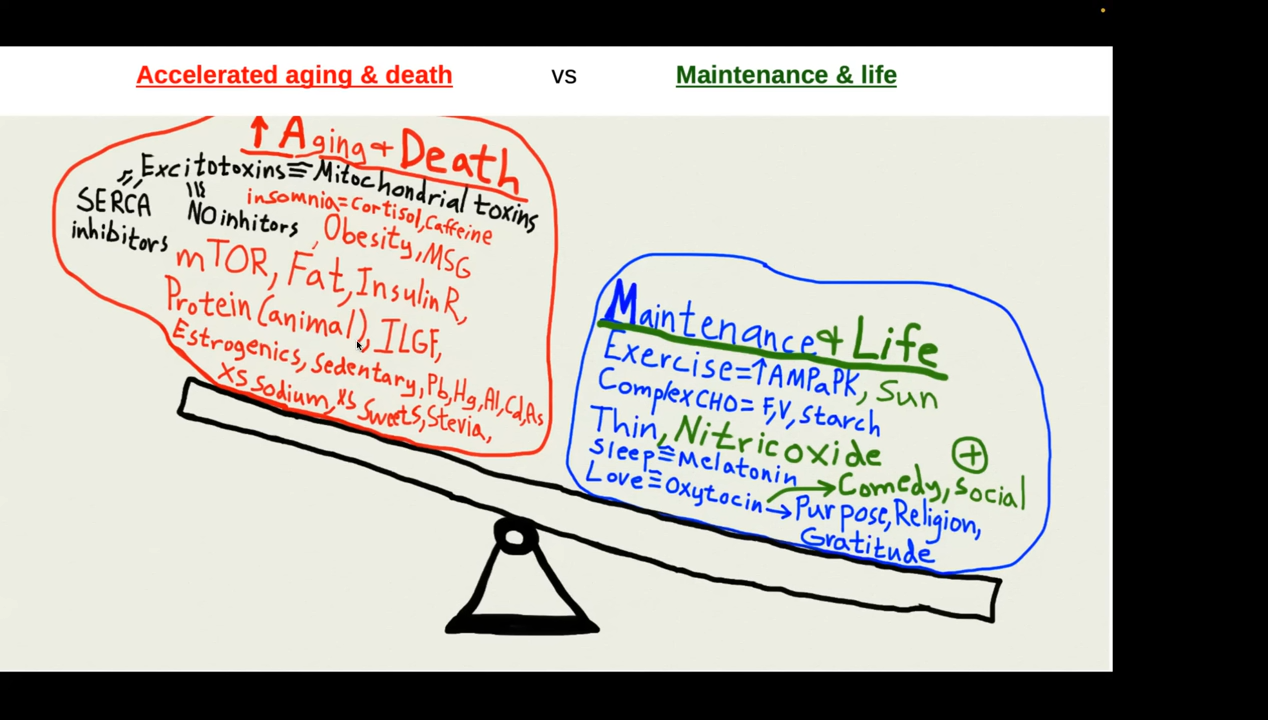 Accelerated aging & death vs Maintenance & life
↑Aging + Death
Excitotoxins ≡ Mitochondrial toxins
SERCA inhibitors
NO inhitors
insomnia = Cortisol, Caffeine
, Obesity, MSG
mTOR, Fat, Insulin R,
Protein (animal), ILGF,
Estrogenics, Sedentary, Pb, Hg, Al, Cd, As
XS Sodium, XS Sweets, Stevia,
Maintenance + Life
Exercise = ↑AMPaPK, Sun
Complex CHO = F, V, Starch
Thin, Nitric oxide
+
Sleep ≡ Melatonin
Love ≡ Oxytocin → Comedy, social
→ Purpose, Religion,
Gratitude